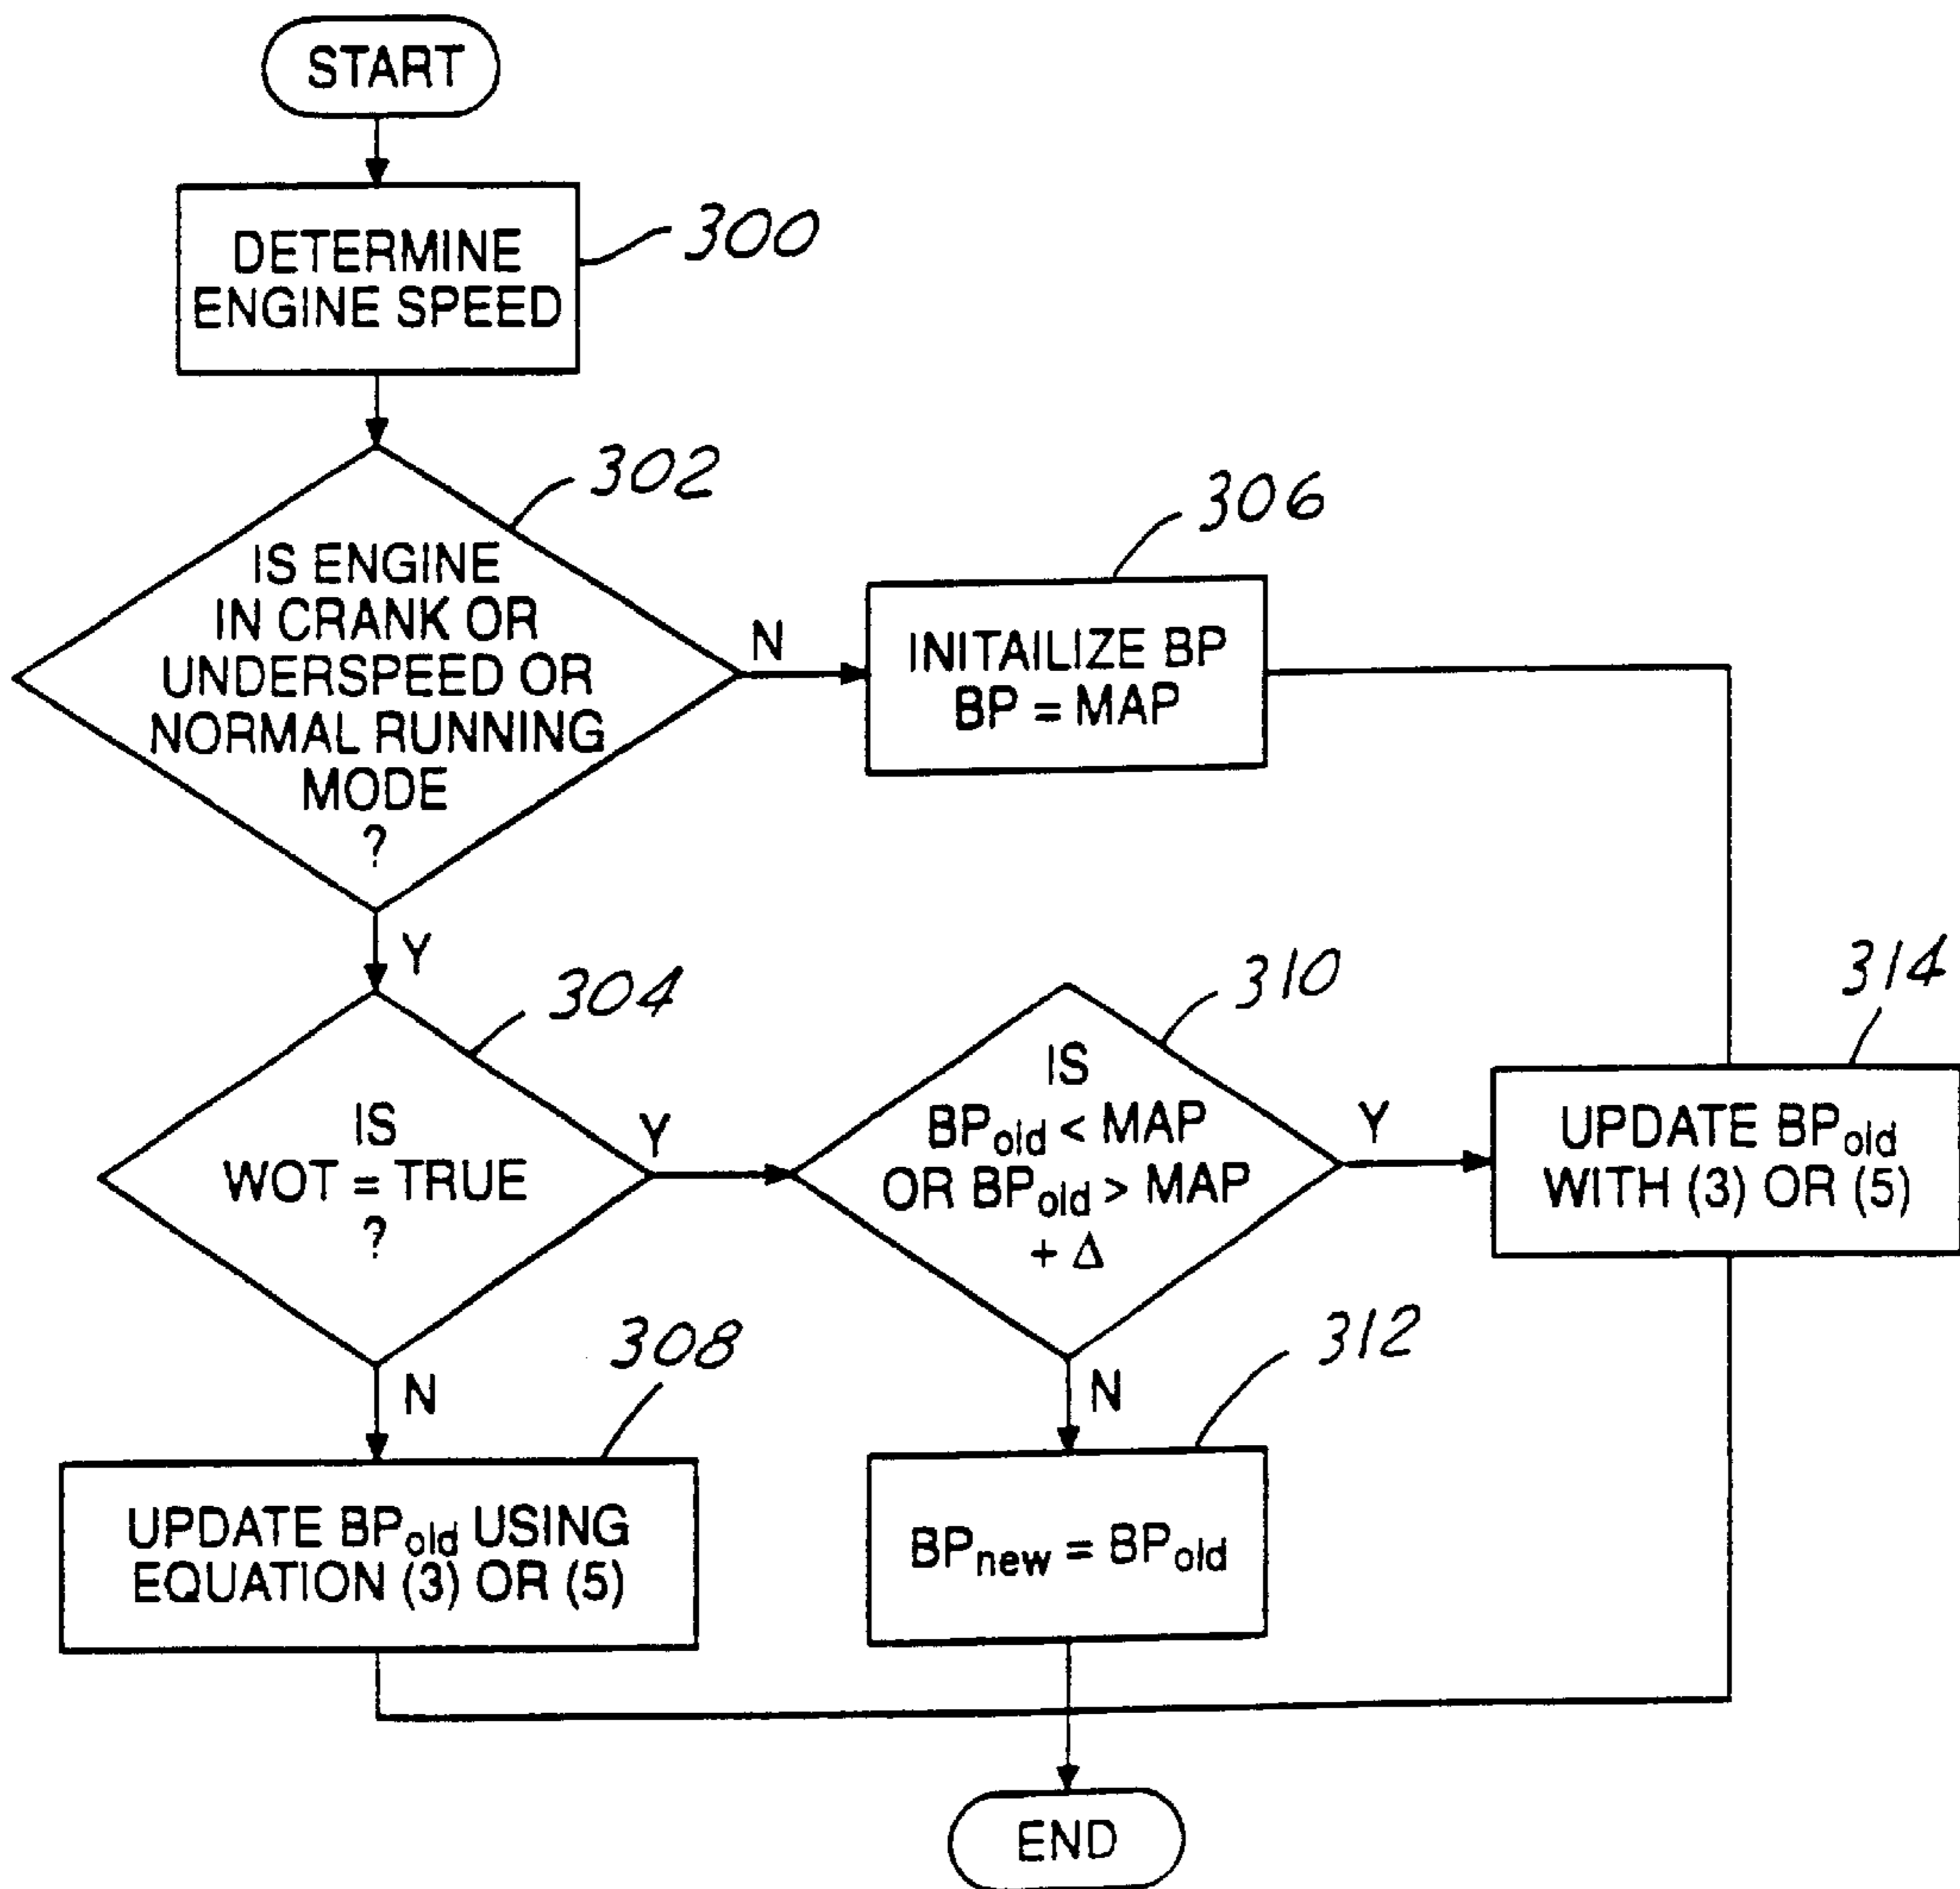 START
DETERMINE
ENGINE SPEED
300
302
IS ENGINE
IN CRANK OR
UNDERSPEED OR
NORMAL RUNNING
MODE
?
N
306
INITAILIZE BP
BP = MAP
Y
304
IS
WOT = TRUE
?
Y
310
IS
BPold < MAP
OR BPold > MAP
+ Δ
Y
314
UPDATE BPold
WITH (3) OR (5)
N
308
UPDATE BPold USING
EQUATION (3) OR (5)
N
312
BPnew = BPold
END